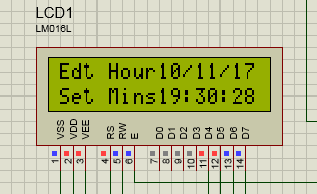 LCD1
LM016L
Edt Hour10/11/17
Set Mins19:30:28
VSS
VDD
VEE
RS
RW
E
D0
D1
D2
D3
D4
D5
D6
D7
1
2
3
4
5
6
7
8
9
10
11
12
13
14